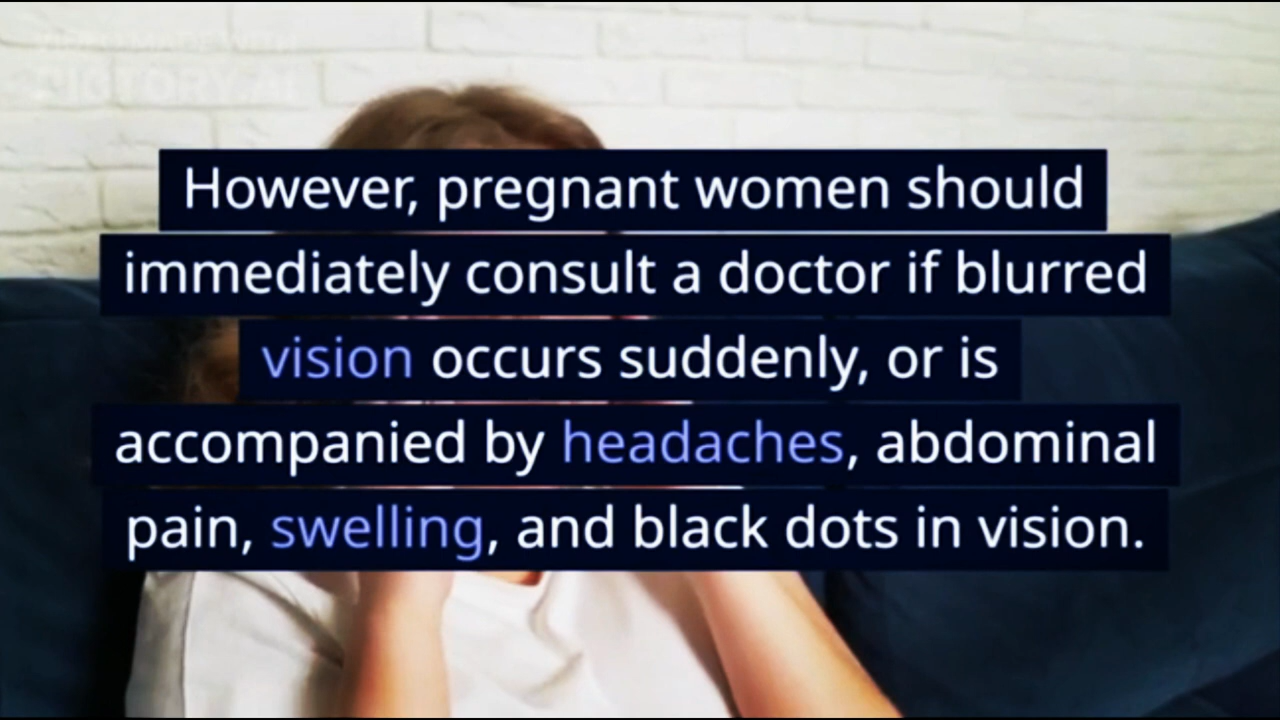 However, pregnant women should
immediately consult a doctor if blurred
vision occurs suddenly, or is
accompanied by headaches, abdominal
pain, swelling, and black dots in vision.